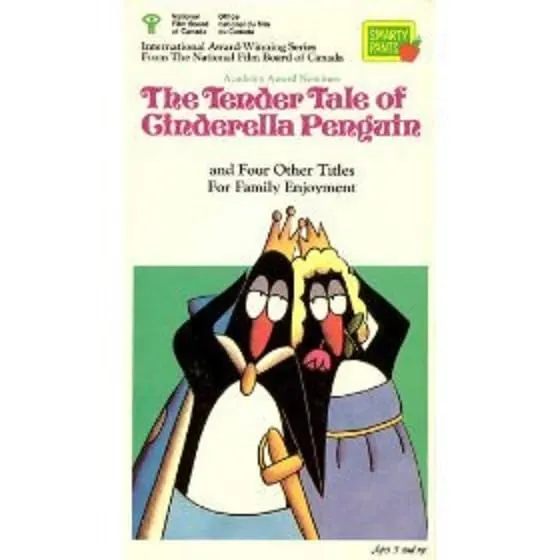 National
Film Board
of Canada
Office
national du film
du Canada
SMARTY
PANTS
International Award-Winning Series
From The National Film Board of Canada
Academy Award Nominee
The Tender Tale of
Cinderella Penguin
and Four Other Titles
For Family Enjoyment
Ages 3 and up